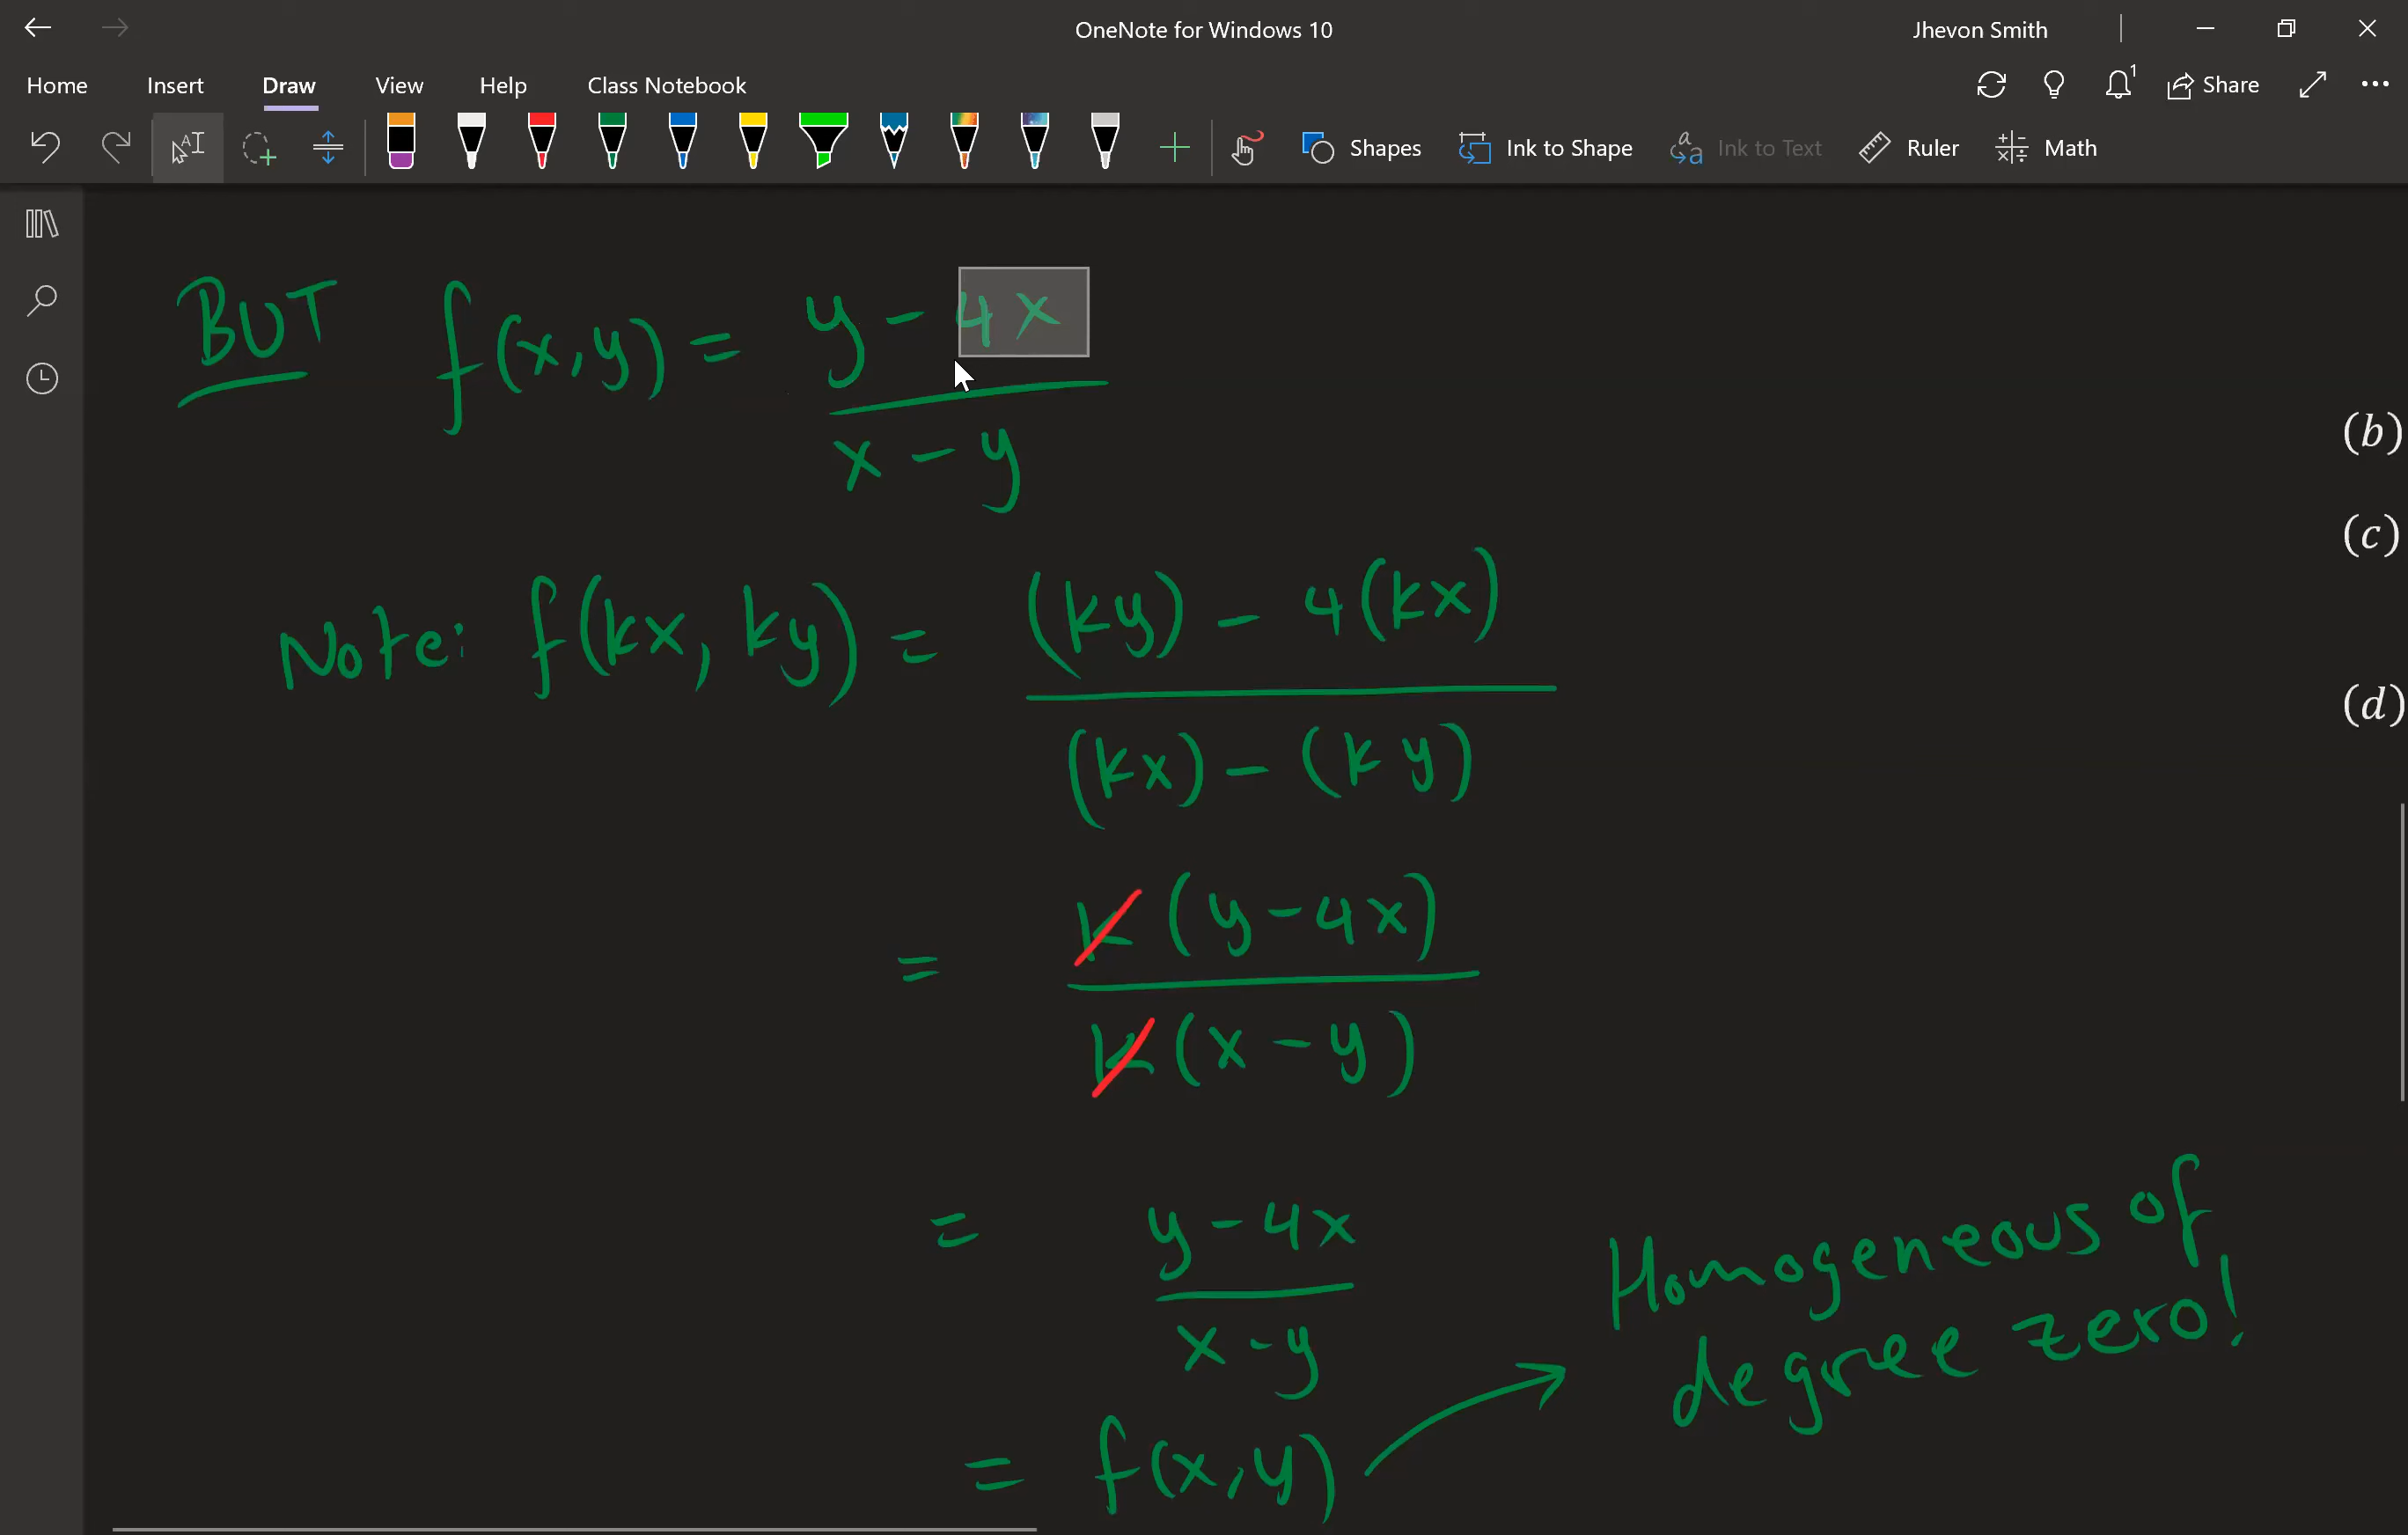 OneNote for Windows 10
Jhevon Smith
Home Insert Draw View Help Class Notebook
1 Share
Shapes Ink to Shape Ink to Text Ruler Math
BUT f(x,y) = y - 4x
x - y
(b)
(c)
Note: f(kx, ky) = (ky) - 4(kx)
(kx) - (ky)
(d)
= k(y-4x)
k(x-y)
= y-4x
x-y
Homogeneous of
degree zero!
= f(x,y)